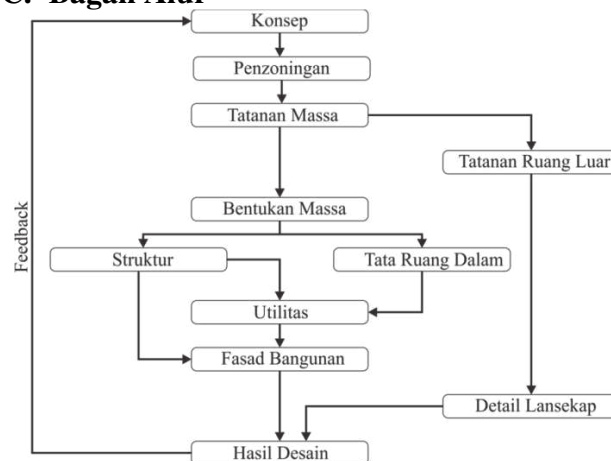 C. Bagan Alur
Konsep
Penzoningan
Tatanan Massa
Tatanan Ruang Luar
Bentukan Massa
Feedback
Struktur
Tata Ruang Dalam
Utilitas
Fasad Bangunan
Detail Lansekap
Hasil Desain